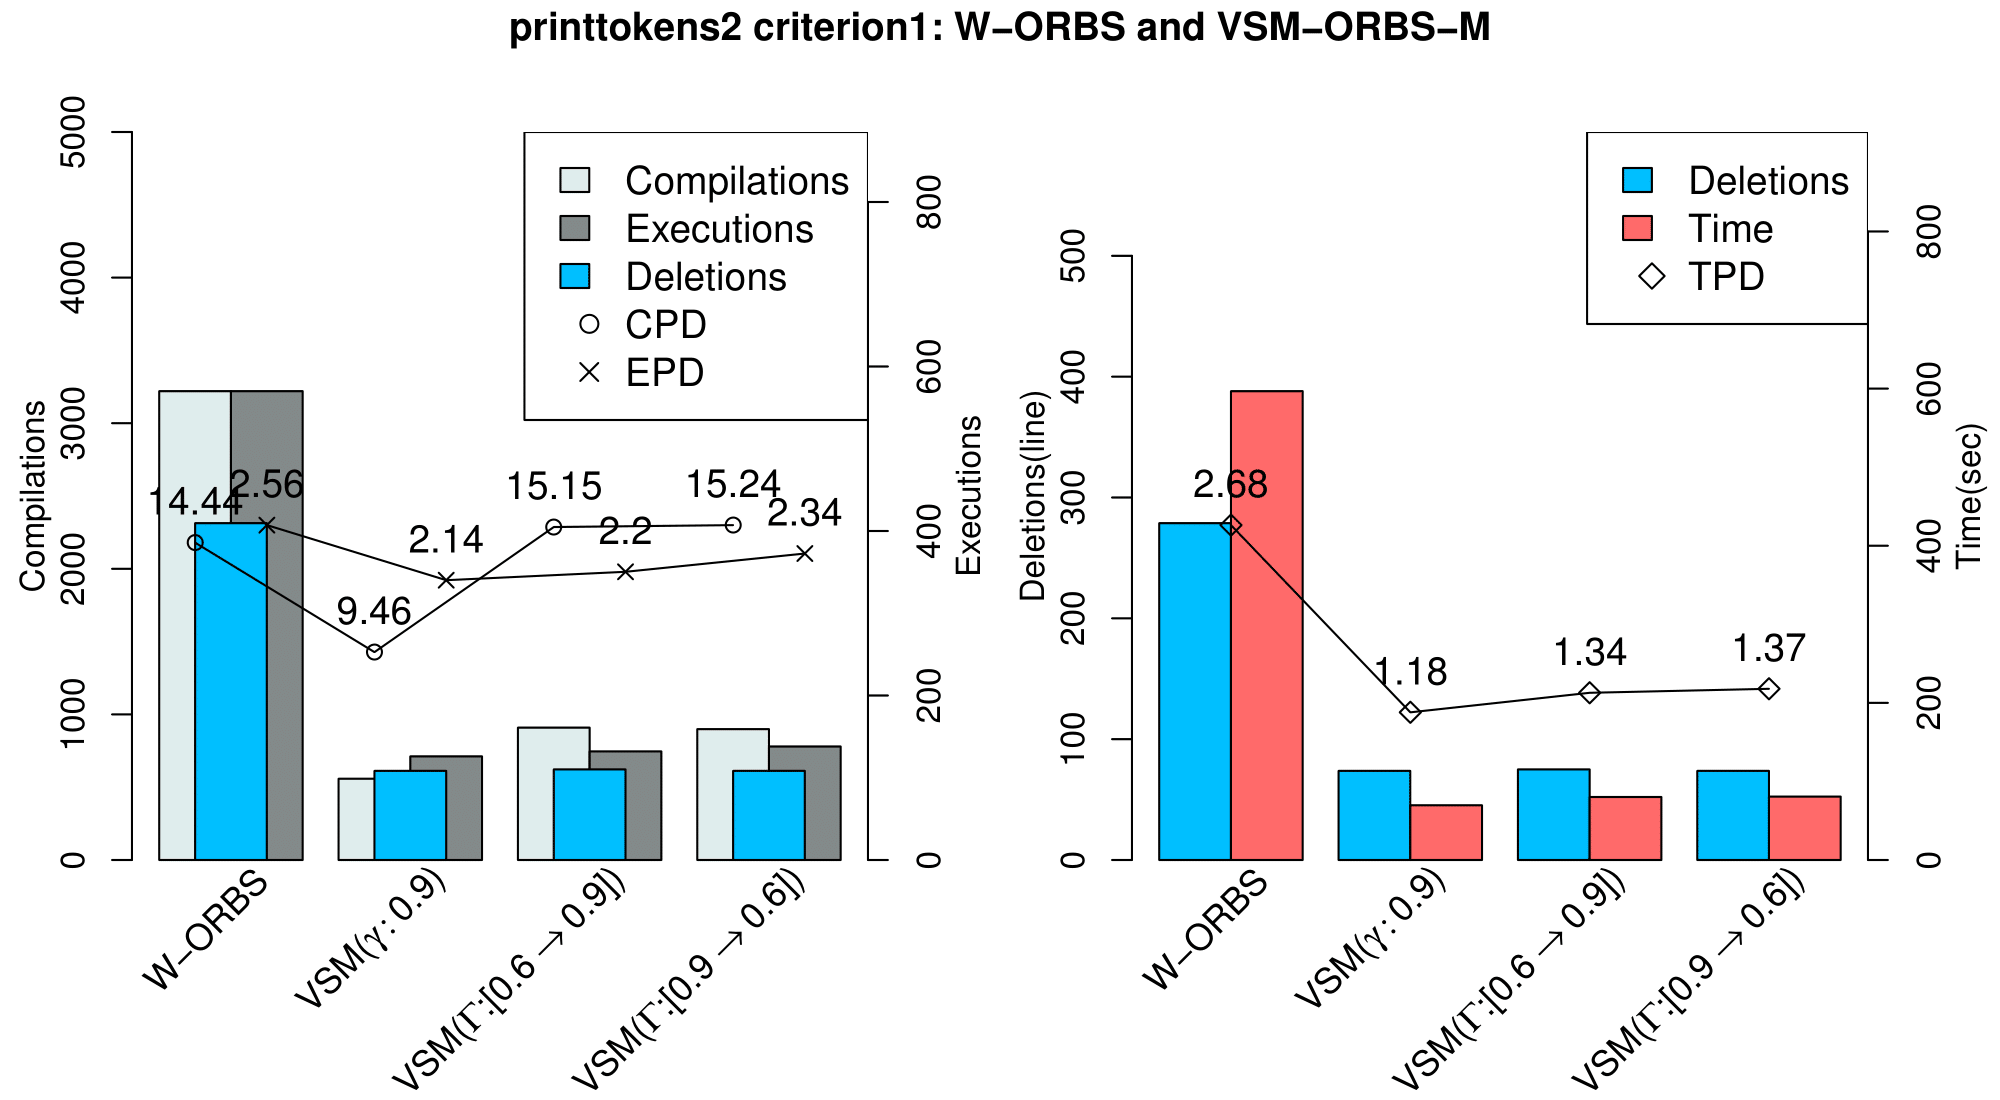 printtokens2 criterion1: W−ORBS and VSM−ORBS−M
Compilations
0
1000
2000
3000
4000
5000
Compilations
Executions
Deletions
CPD
EPD
14.44
2.56
9.46
2.14
15.15
2.2
15.24
2.34
0
200
400
600
800
Executions
W−ORBS
VSM(γ: 0.9)
VSM(Γ:[0.6 → 0.9])
VSM(Γ:[0.9 → 0.6])
Deletions(line)
0
100
200
300
400
500
Deletions
Time
TPD
2.68
1.18
1.34
1.37
0
200
400
600
800
Time(sec)
W−ORBS
VSM(γ: 0.9)
VSM(Γ:[0.6 → 0.9])
VSM(Γ:[0.9 → 0.6])